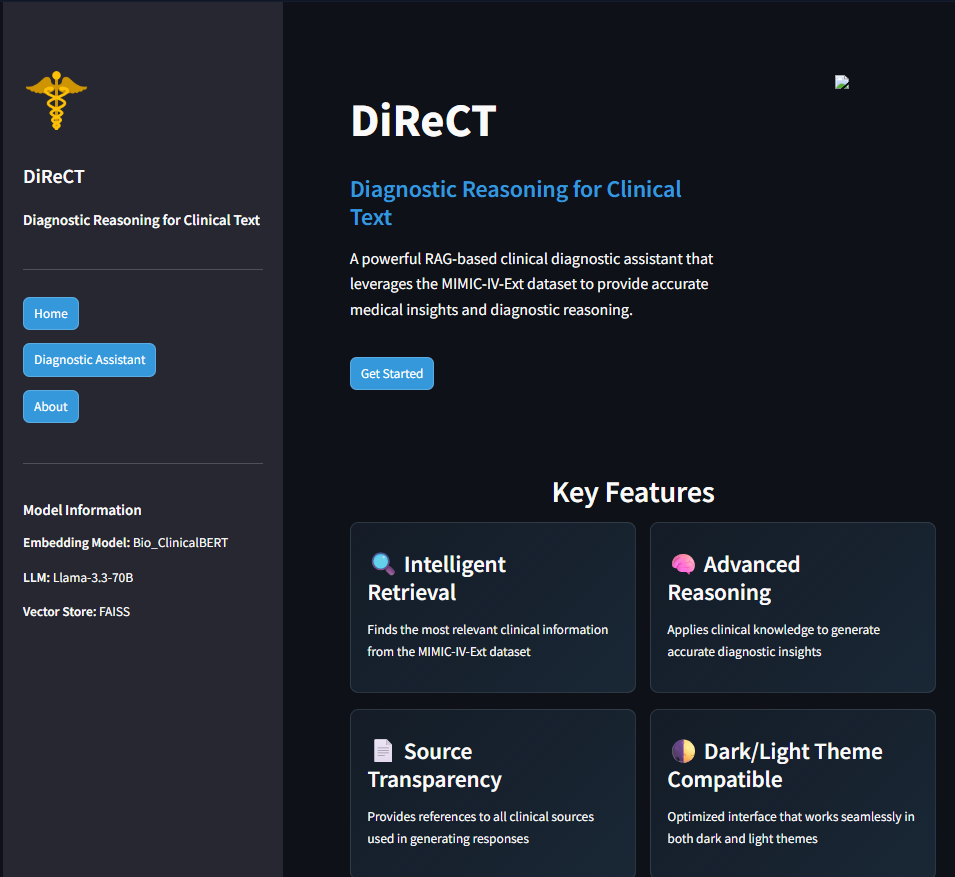 DiReCT
Diagnostic Reasoning for Clinical Text
Home
Diagnostic Assistant
About
Model Information
Embedding Model: Bio_ClinicalBERT
LLM: Llama-3.3-70B
Vector Store: FAISS
DiReCT
Diagnostic Reasoning for Clinical
Text
A powerful RAG-based clinical diagnostic assistant that
leverages the MIMIC-IV-Ext dataset to provide accurate
medical insights and diagnostic reasoning.
Get Started
Key Features
Intelligent
Retrieval
Finds the most relevant clinical information
from the MIMIC-IV-Ext dataset
Advanced
Reasoning
Applies clinical knowledge to generate
accurate diagnostic insights
Source
Transparency
Provides references to all clinical sources
used in generating responses
Dark/Light Theme
Compatible
Optimized interface that works seamlessly in
both dark and light themes